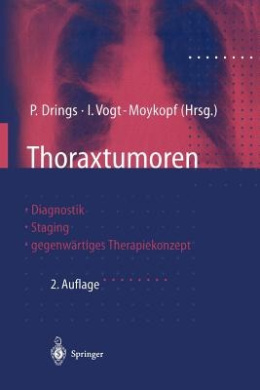 P. Drings · I. Vogt-Moykopf (Hrsg.)
Thoraxtumoren
• Diagnostik
• Staging
• gegenwärtiges Therapiekonzept
2. Auflage
Springer